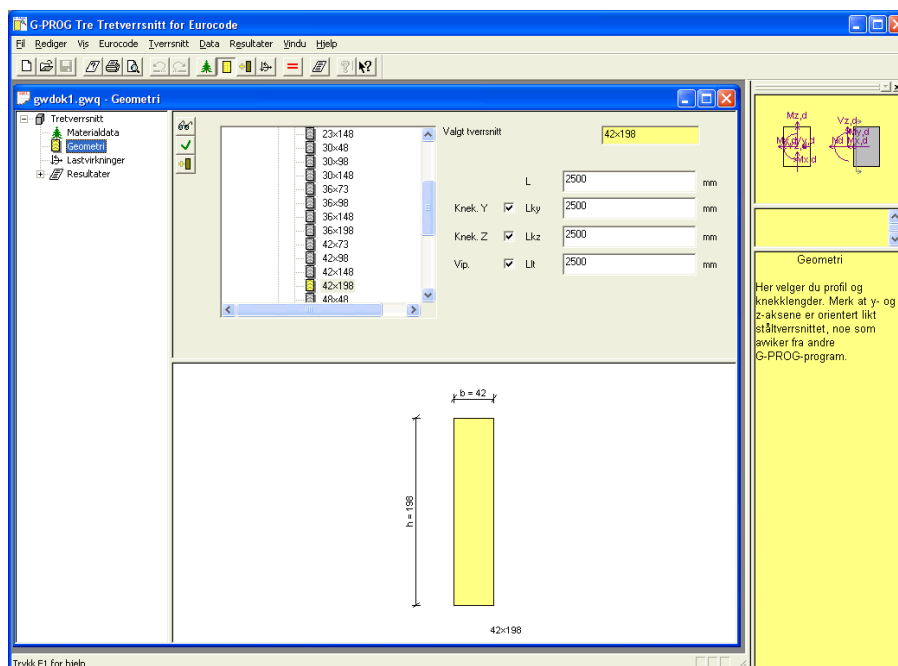 G-PROG Tre Tretverrsnitt for Eurocode
Fil Rediger Vis Eurocode Tverrsnitt Data Resultater Vindu Hjelp
gwdok1.gwq - Geometri
Tretverrsnitt
Materialdata
Geometri
Lastvirkninger
Resultater
23×148
30×48
30×98
30×148
36×73
36×98
36×148
36×198
42×73
42×98
42×148
42×198
48×48
Valgt tverrsnitt 42×198
L 2500 mm
Knek. Y Lky 2500
Knek. Z Lkz 2500 mm
Vip. Llt 2500 mm
b = 42
h = 198
42×198
Mz,d Vz,d
Mx,d
Geometri
Her velger du profil og
knekklengder. Merk at y- og
z-aksene er orientert likt
ståltverrsnittet, noe som
avviker fra andre
G-PROG-program.
Trykk F1 for hjelp